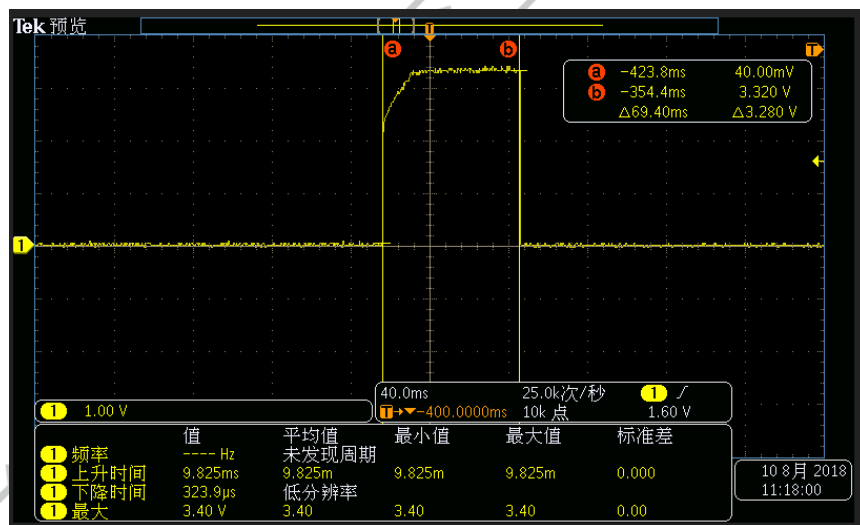 Tek 预览
T
a b T
a -423.8ms 40.00mV
b -354.4ms 3.320 V
△69.40ms △3.280 V
1
1 1.00 V
40.0ms 25.0k次/秒 1 ∫
T→▼-400.0000ms 10k 点 1.60 V
值 平均值 最小值 最大值 标准差
1 频率 ---- Hz 未发现周期
1 上升时间 9.825ms 9.825m 9.825m 9.825m 0.000
1 下降时间 323.9µs 低分辨率
1 最大 3.40 V 3.40 3.40 3.40 0.00
10 8月 2018
11:18:00